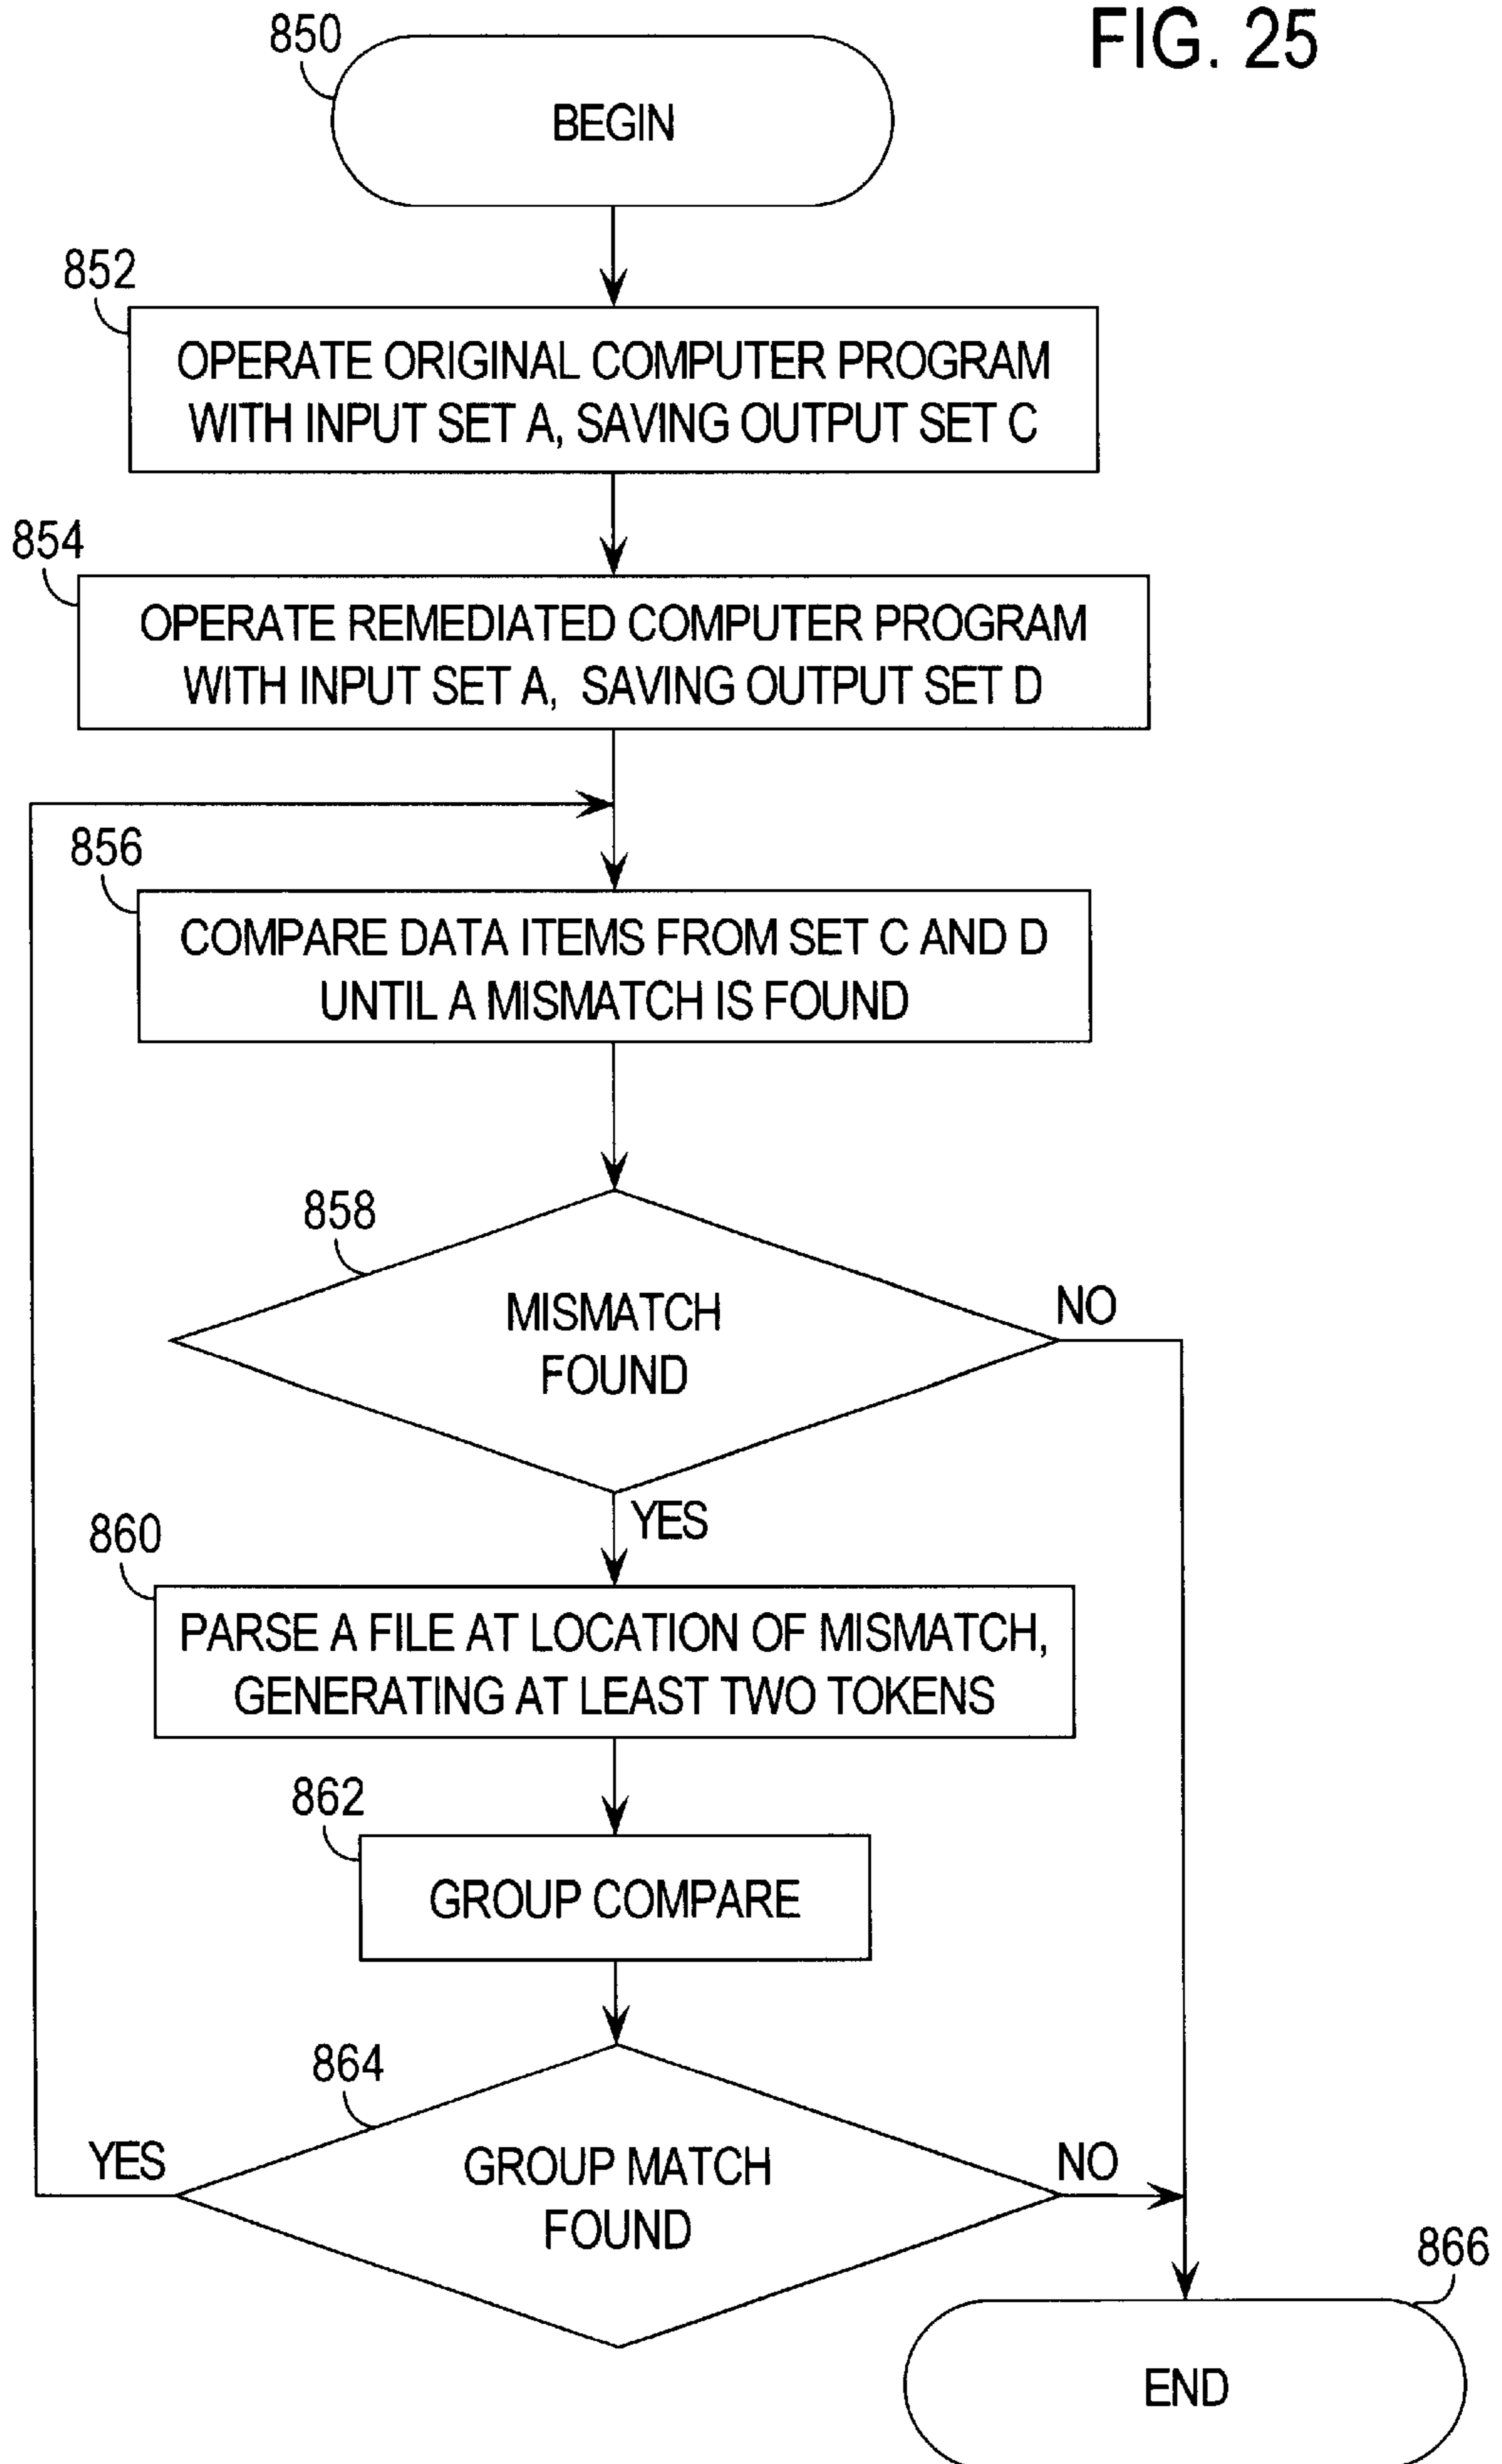 FIG. 25
850
BEGIN
852
OPERATE ORIGINAL COMPUTER PROGRAM
WITH INPUT SET A, SAVING OUTPUT SET C
854
OPERATE REMEDIATED COMPUTER PROGRAM
WITH INPUT SET A, SAVING OUTPUT SET D
856
COMPARE DATA ITEMS FROM SET C AND D
UNTIL A MISMATCH IS FOUND
858
MISMATCH
FOUND
NO
YES
860
PARSE A FILE AT LOCATION OF MISMATCH,
GENERATING AT LEAST TWO TOKENS
862
GROUP COMPARE
864
YES
GROUP MATCH
FOUND
NO
866
END